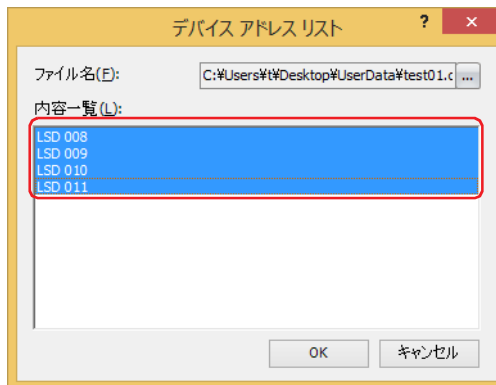 デバイス アドレス リスト
? ×
ファイル名(F):
C:¥Users¥t¥Desktop¥UserData¥test01.c ...
内容一覧(L):
LSD 008
LSD 009
LSD 010
LSD 011
OK キャンセル